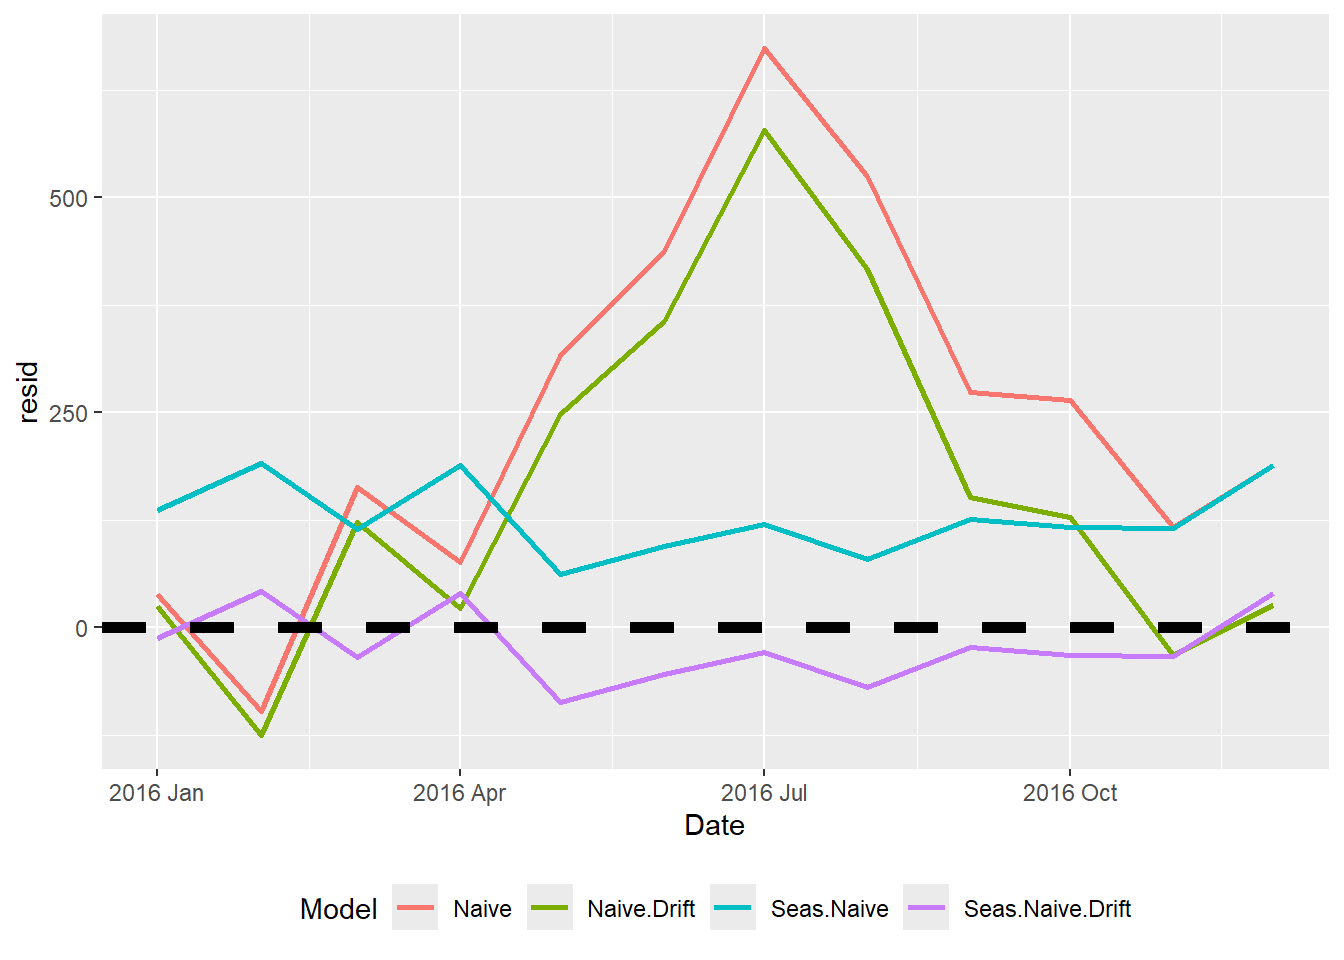 resid
500
250
0
2016 Jan 2016 Apr 2016 Jul 2016 Oct
Date
Model Naive Naive.Drift Seas.Naive Seas.Naive.Drift